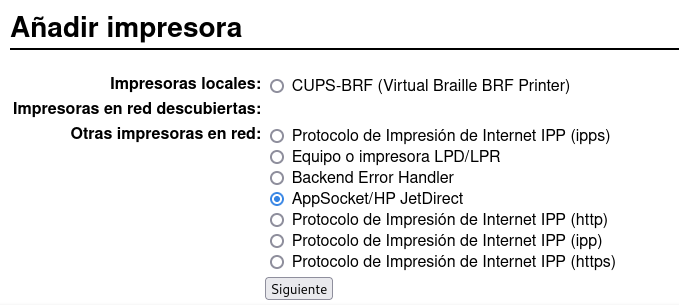 Añadir impresora
Impresoras locales: CUPS-BRF (Virtual Braille BRF Printer)
Impresoras en red descubiertas:
Otras impresoras en red: Protocolo de Impresión de Internet IPP (ipps)
Equipo o impresora LPD/LPR
Backend Error Handler
AppSocket/HP JetDirect
Protocolo de Impresión de Internet IPP (http)
Protocolo de Impresión de Internet IPP (ipp)
Protocolo de Impresión de Internet IPP (https)
Siguiente